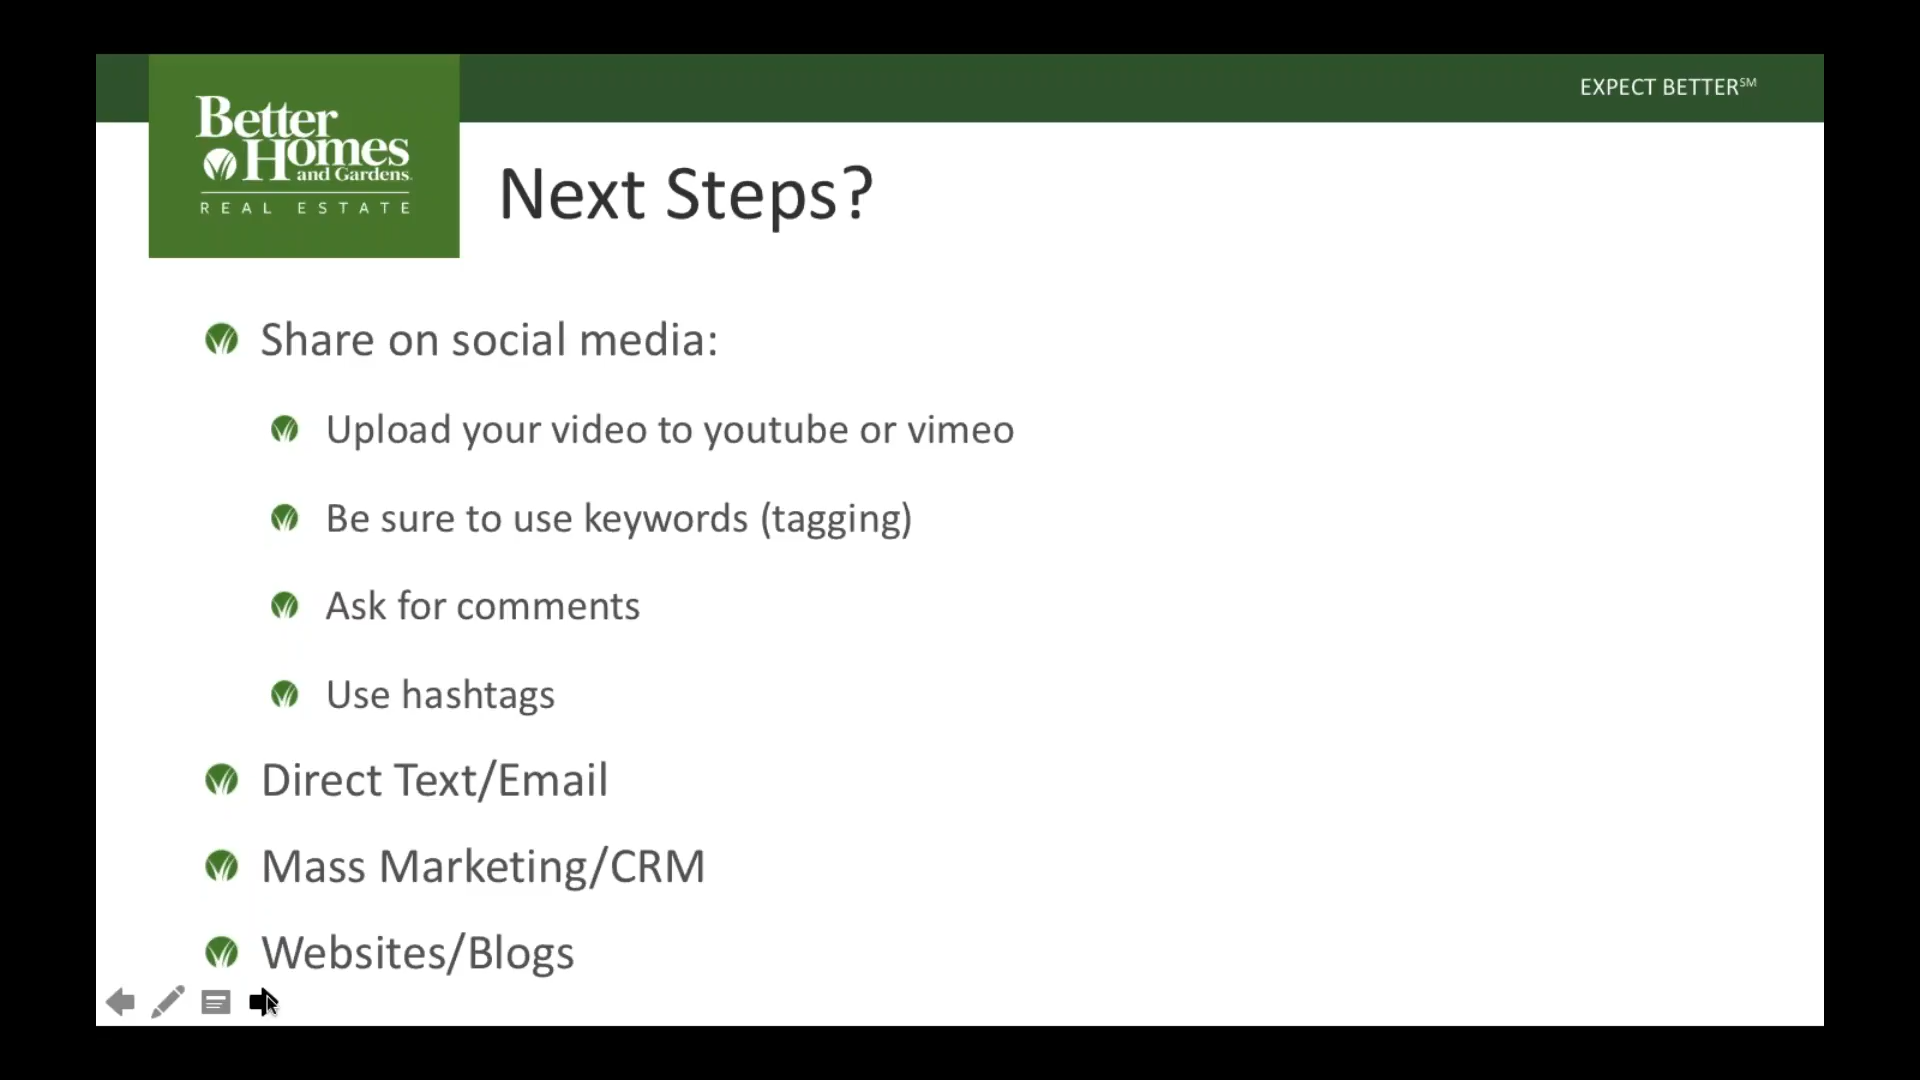 EXPECT BETTER℠
Better
Homes
and Gardens
REAL ESTATE
Next Steps?
Share on social media:
Upload your video to youtube or vimeo
Be sure to use keywords (tagging)
Ask for comments
Use hashtags
Direct Text/Email
Mass Marketing/CRM
Websites/Blogs